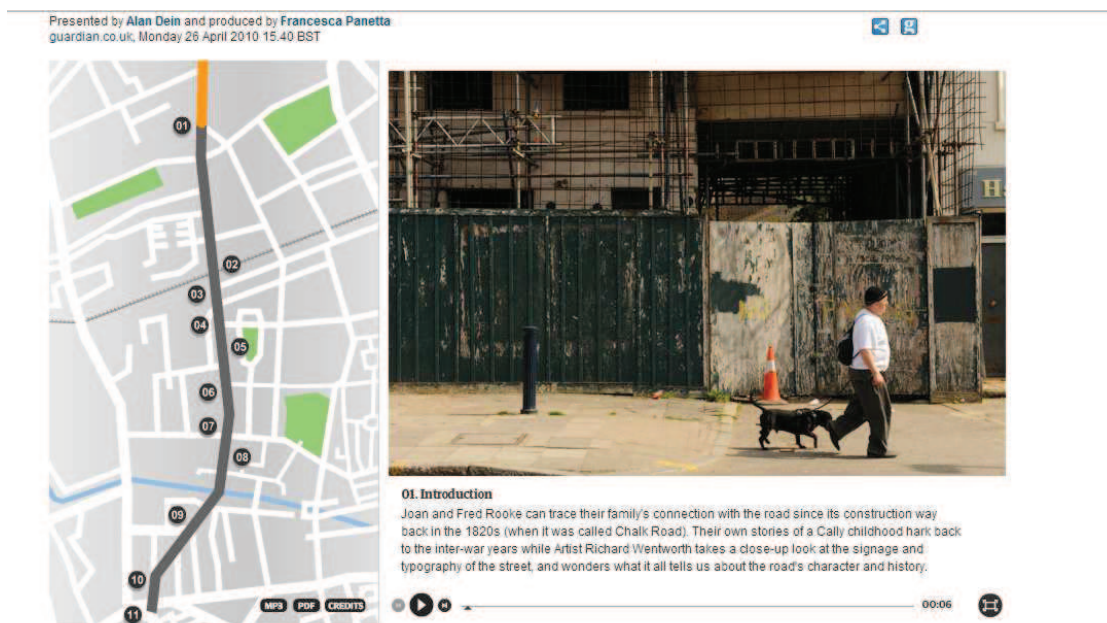 Presented by Alan Dein and produced by Francesca Panetta
guardian.co.uk, Monday 26 April 2010 15.40 BST
01
02
03
04
05
06
07
08
09
10
11
MP3 PDF CREDITS
H
01. Introduction
Joan and Fred Rooke can trace their family's connection with the road since its construction way
back in the 1820s (when it was called Chalk Road). Their own stories of a Cally childhood hark back
to the inter-war years while Artist Richard Wentworth takes a close-up look at the signage and
typography of the street, and wonders what it all tells us about the road's character and history.
00:06